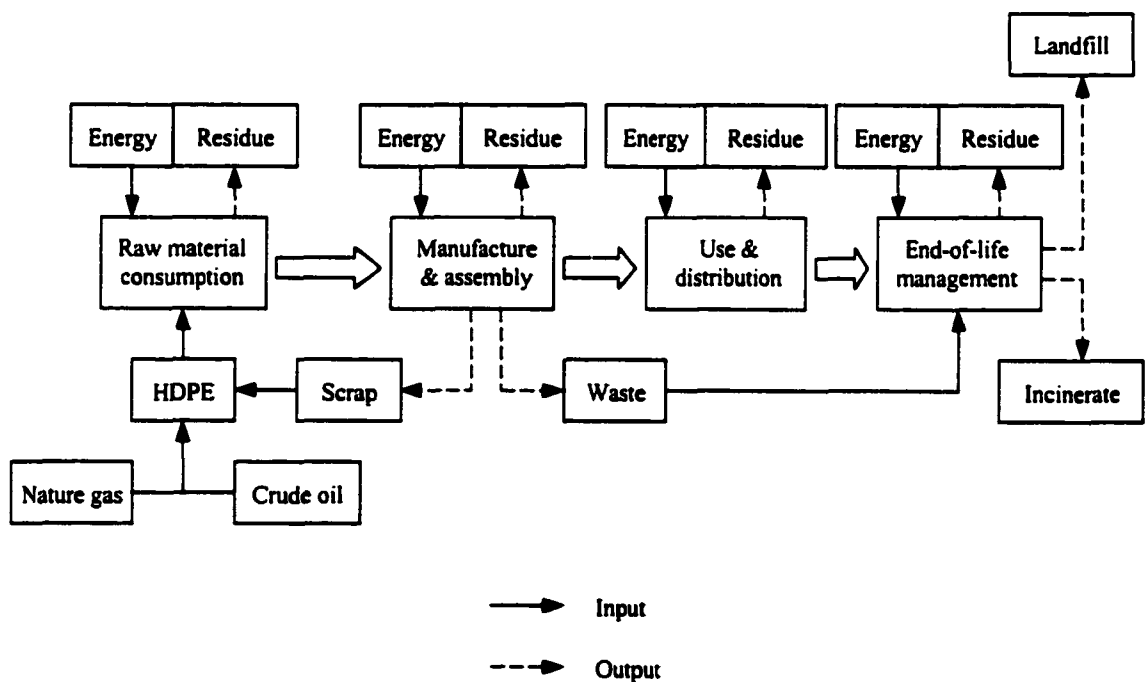 Landfill
Energy Residue
Energy Residue
Energy Residue
Energy Residue
Raw material
consumption
Manufacture
& assembly
Use &
distribution
End-of-life
management
HDPE
Scrap
Waste
Incinerate
Nature gas
Crude oil
Input
Output